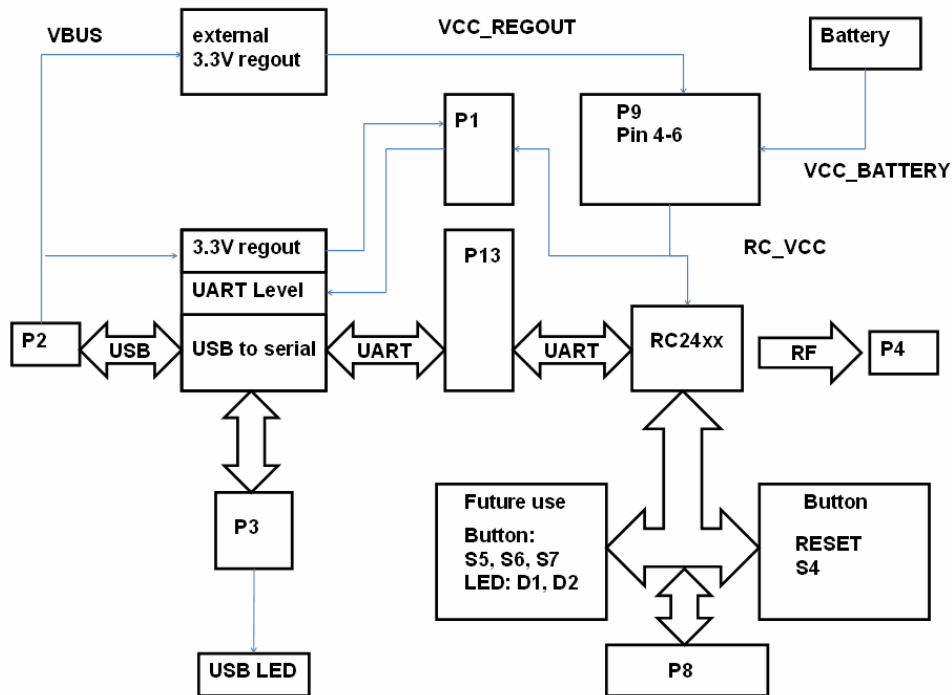 VBUS
external
3.3V regout
VCC_REGOUT
Battery
P1
P9
Pin 4-6
VCC_BATTERY
3.3V regout
P13
RC_VCC
UART Level
P2
USB
USB to serial
UART
UART
RC24xx
RF
P4
P3
Future use
Button:
S5, S6, S7
LED: D1, D2
Button
RESET
S4
USB LED
P8